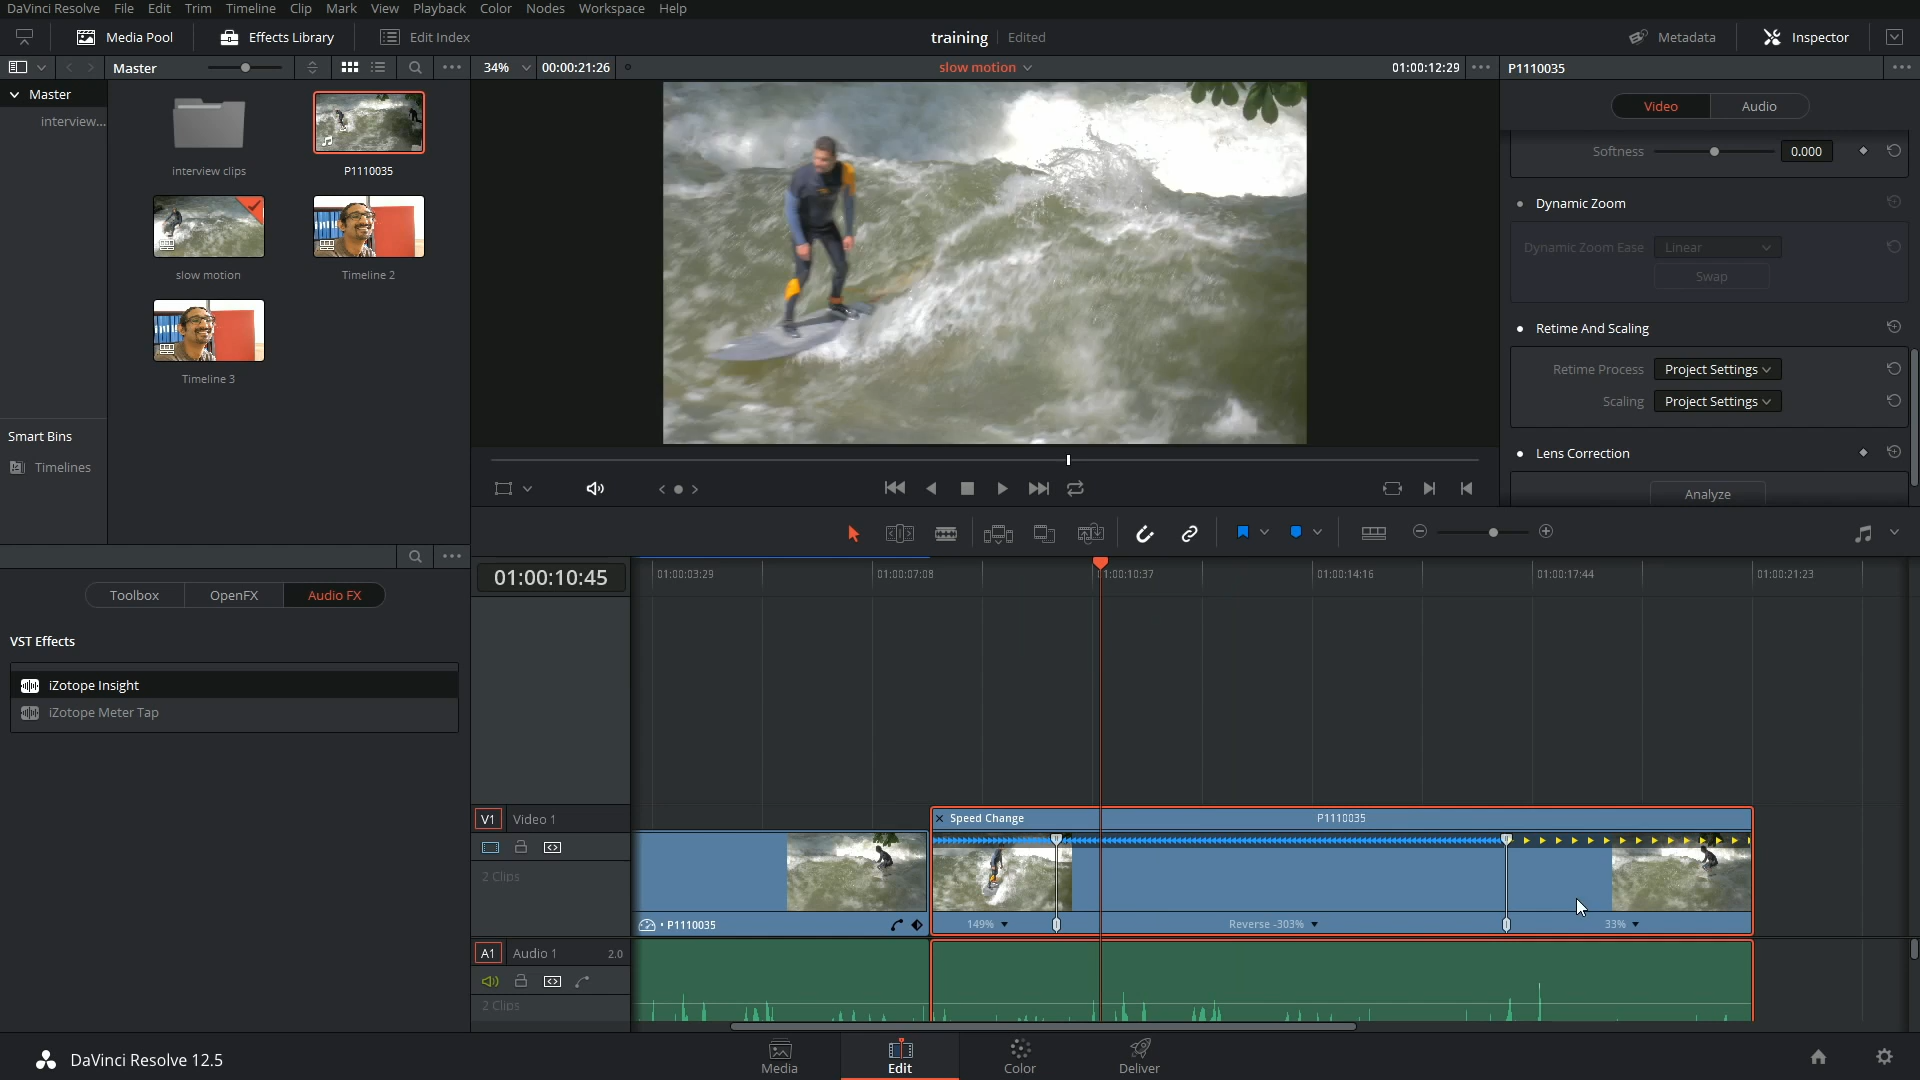 DaVinci Resolve File Edit Trim Timeline Clip Mark View Playback Color Nodes Workspace Help
Media Pool Effects Library Edit Index training Edited Metadata Inspector
Master 34% 00:00:21:26 slow motion 01:00:12:29 P1110035
Master
interview...
interview clips
P1110035
slow motion
Timeline 2
Timeline 3
Smart Bins
Timelines
Video Audio
Softness 0.000
Dynamic Zoom
Dynamic Zoom Ease Linear
Swap
Retime And Scaling
Retime Process Project Settings
Scaling Project Settings
Lens Correction
Analyze
Toolbox OpenFX Audio FX
VST Effects
iZotope Insight
iZotope Meter Tap
01:00:10:45
01:00:03:29 01:00:07:08 01:00:10:37 01:00:14:16 01:00:17:44 01:00:21:23
V1 Video 1
2 Clips
Speed Change P1110035
• P1110035
149% Reverse -303% 33%
A1 Audio 1 2.0
2 Clips
DaVinci Resolve 12.5
Media Edit Color Deliver